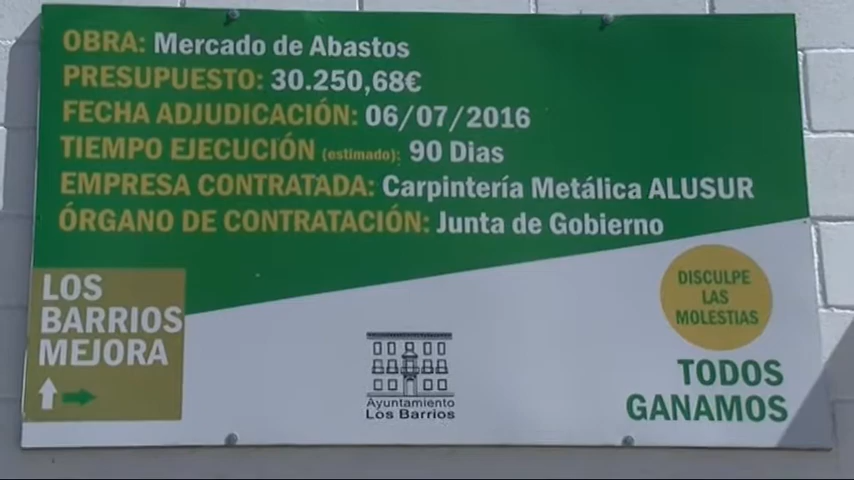 OBRA: Mercado de Abastos
PRESUPUESTO: 30.250,68€
FECHA ADJUDICACIÓN: 06/07/2016
TIEMPO EJECUCIÓN (estimado): 90 Dias
EMPRESA CONTRATADA: Carpintería Metálica ALUSUR
ÓRGANO DE CONTRATACIÓN: Junta de Gobierno
LOS
BARRIOS
MEJORA
Ayuntamiento
Los Barrios
DISCULPE
LAS
MOLESTIAS
TODOS
GANAMOS